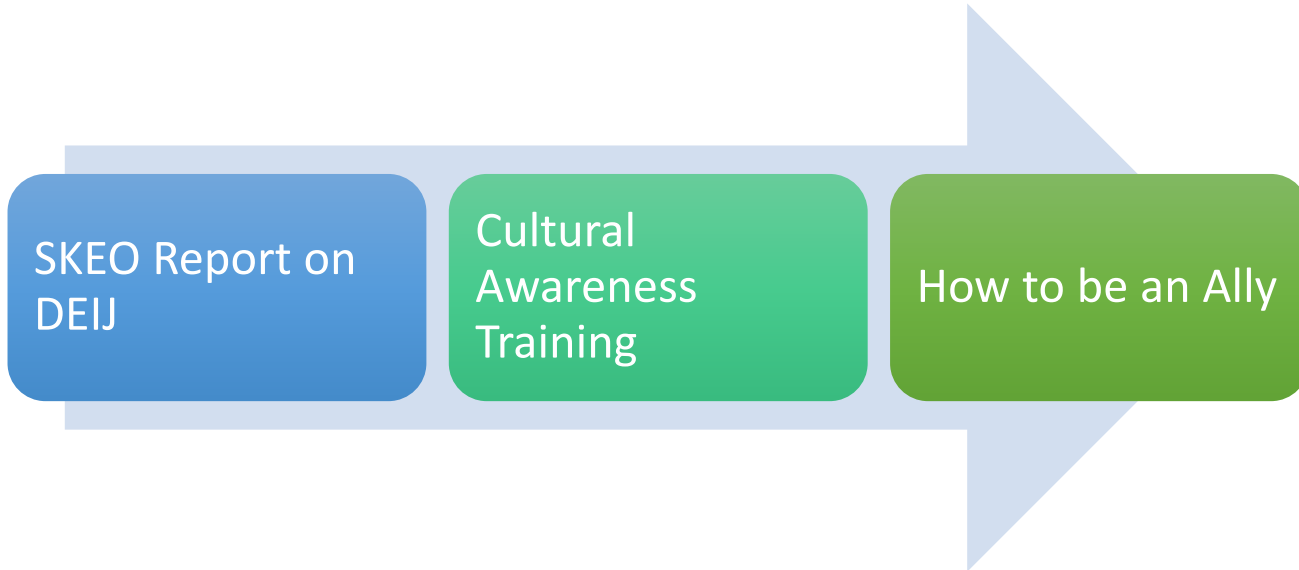 SKEO Report on
DEIJ
Cultural
Awareness
Training
How to be an Ally